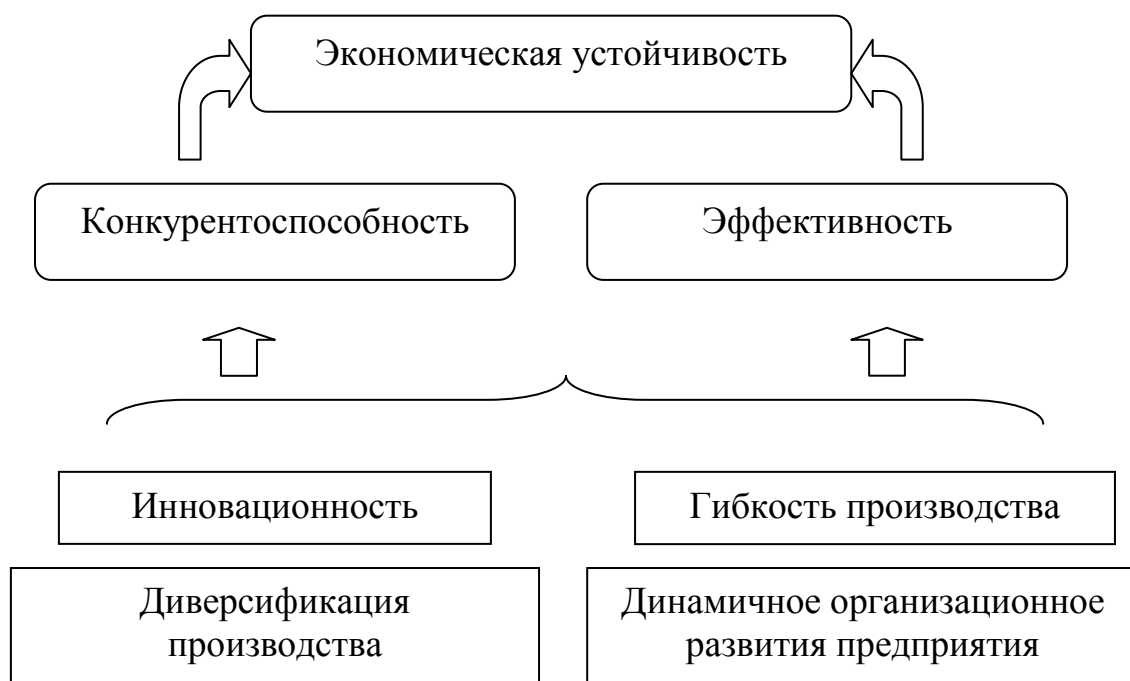 Экономическая устойчивость
Конкурентоспособность
Эффективность
Инновационность
Гибкость производства
Диверсификация
производства
Динамичное организационное
развития предприятия